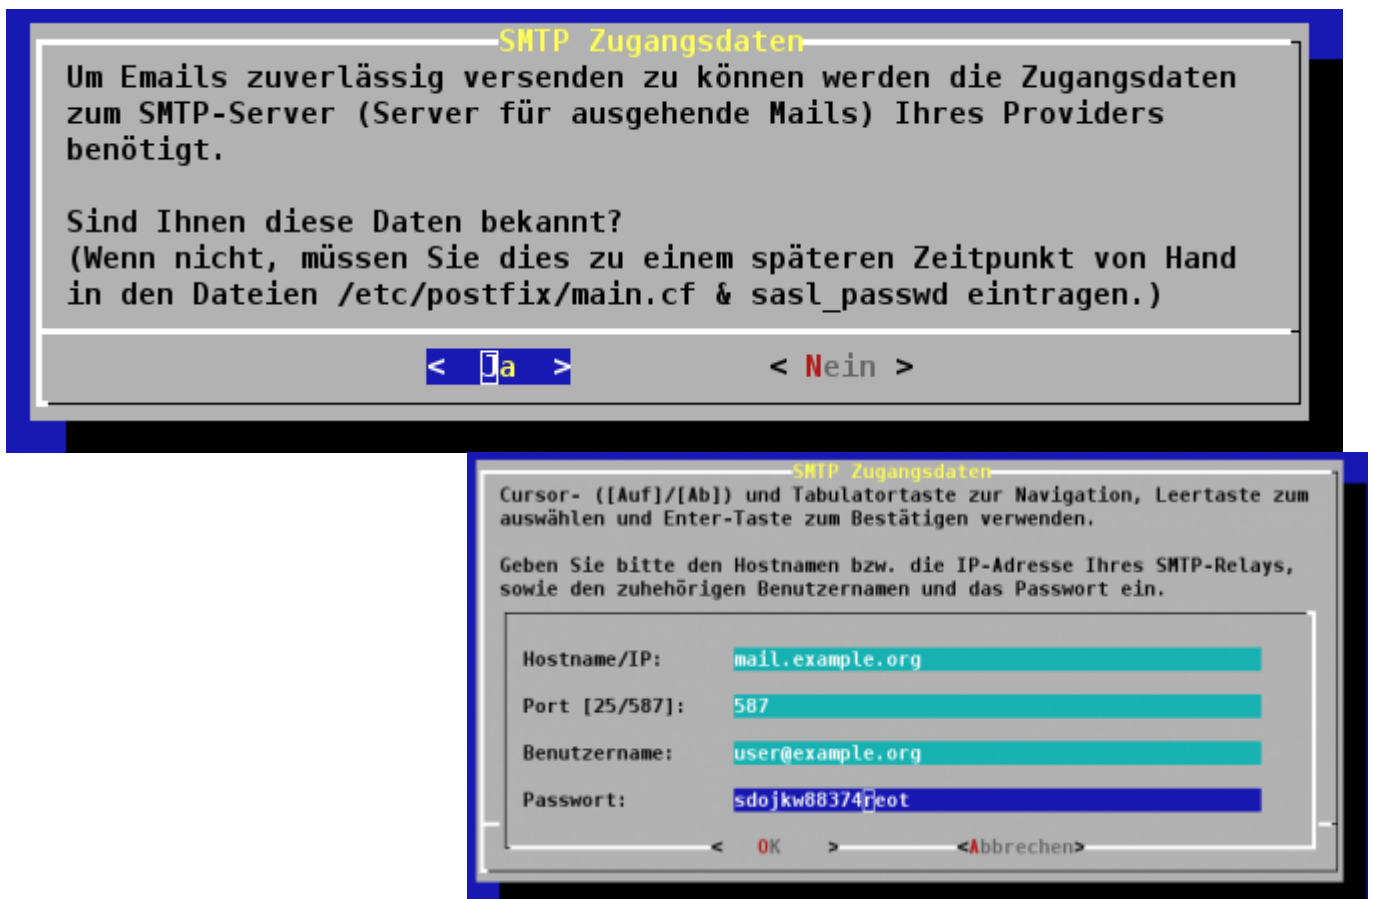 SMTP Zugangsdaten
Um Emails zuverlässig versenden zu können werden die Zugangsdaten
zum SMTP-Server (Server für ausgehende Mails) Ihres Providers
benötigt.
Sind Ihnen diese Daten bekannt?
(Wenn nicht, müssen Sie dies zu einem späteren Zeitpunkt von Hand
in den Dateien /etc/postfix/main.cf & sasl_passwd eintragen.)
< Ja > < Nein >
SMTP Zugangsdaten
Cursor- ([Auf]/[Ab]) und Tabulatortaste zur Navigation, Leertaste zum
auswählen und Enter-Taste zum Bestätigen verwenden.
Geben Sie bitte den Hostnamen bzw. die IP-Adresse Ihres SMTP-Relays,
sowie den zuhehörigen Benutzernamen und das Passwort ein.
Hostname/IP: mail.example.org
Port [25/587]: 587
Benutzername: user@example.org
Passwort: sdojkw88374reot
< OK > <Abbrechen>